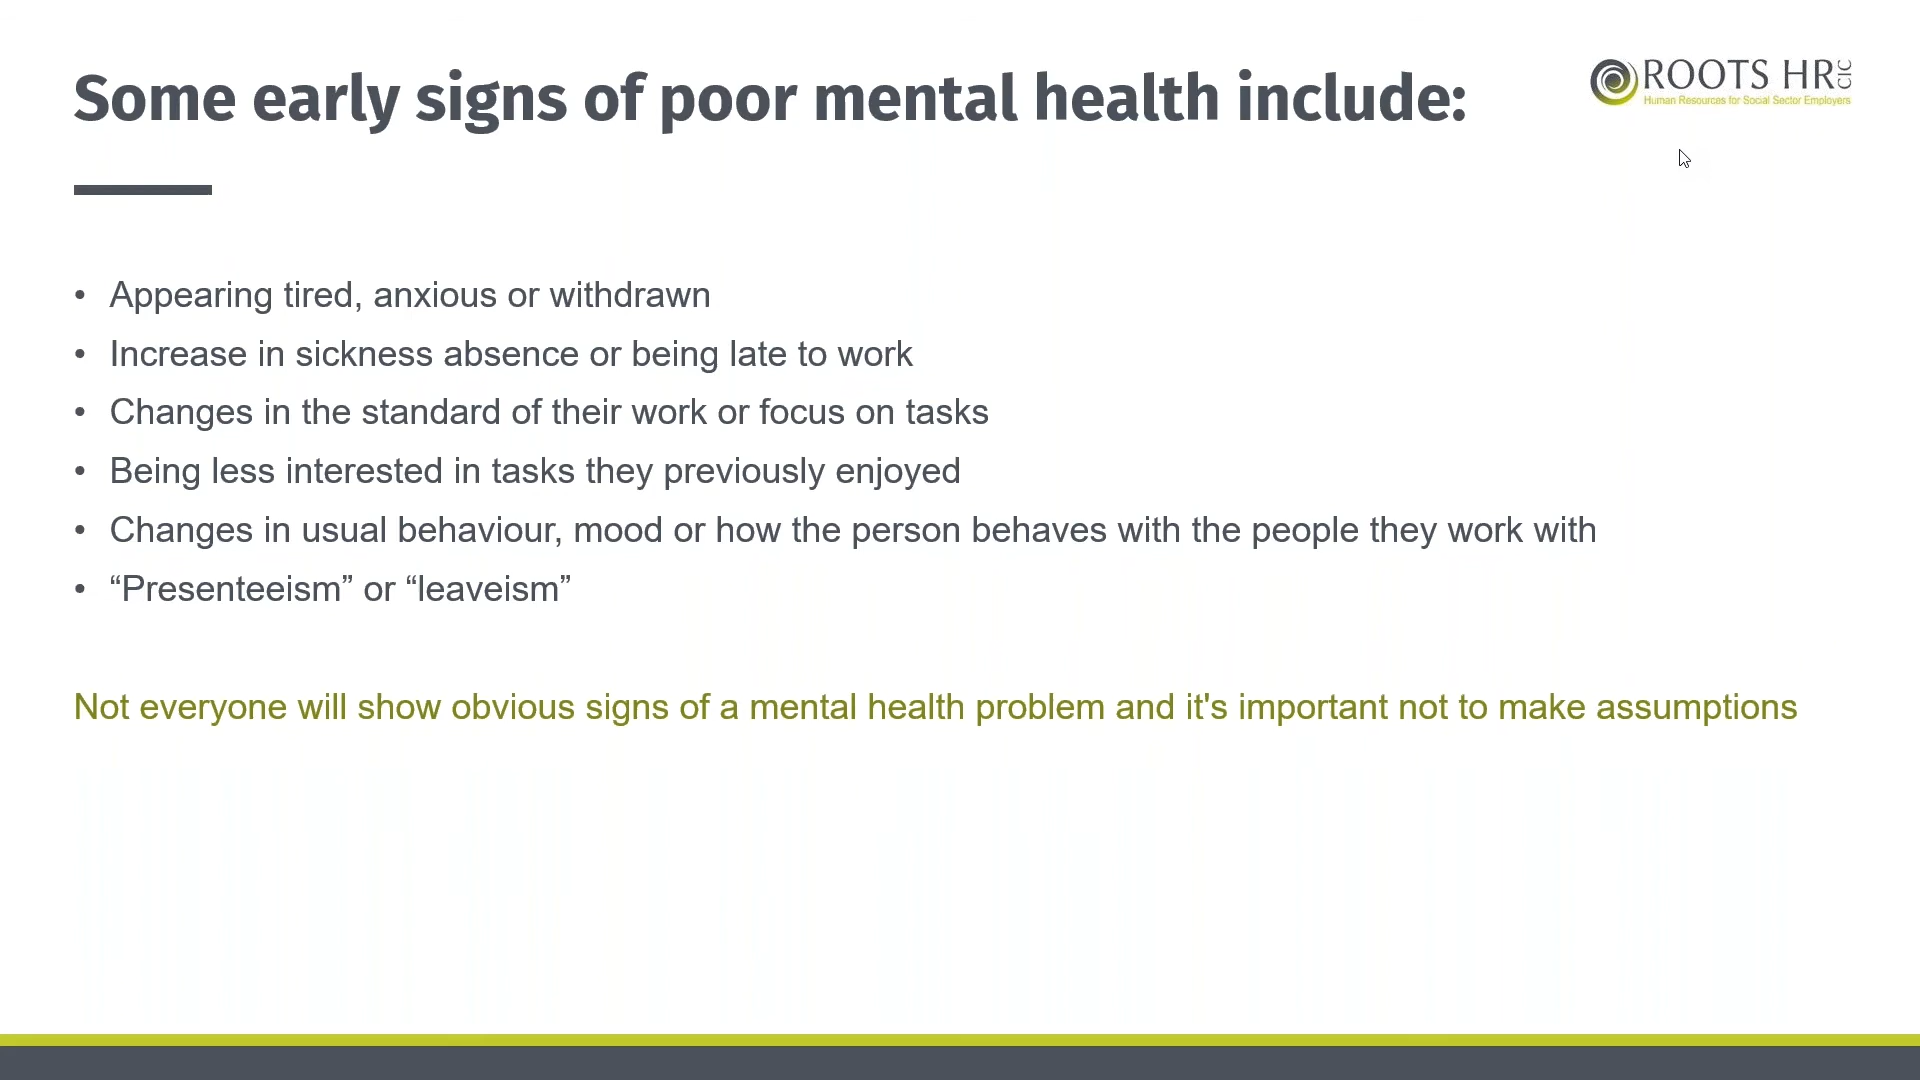 Some early signs of poor mental health include:
ROOTS HR CIC
Human Resources for Social Sector Employers
• Appearing tired, anxious or withdrawn
• Increase in sickness absence or being late to work
• Changes in the standard of their work or focus on tasks
• Being less interested in tasks they previously enjoyed
• Changes in usual behaviour, mood or how the person behaves with the people they work with
• “Presenteeism” or “leaveism”
Not everyone will show obvious signs of a mental health problem and it's important not to make assumptions